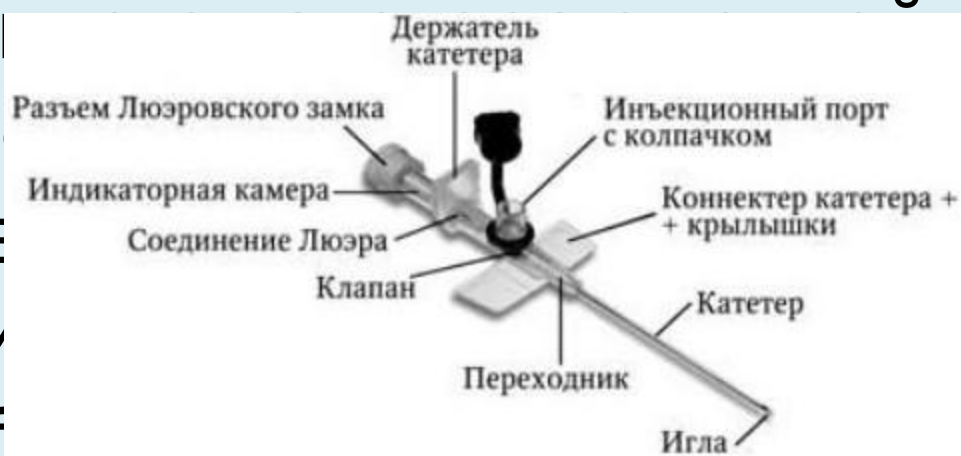 Держатель
катетера
Разъем Люэровского замка
Инъекционный порт
с колпачком
Индикаторная камера
Коннектер катетера +
+ крылышки
Соединение Люэра
Клапан
Катетер
Переходник
Игла